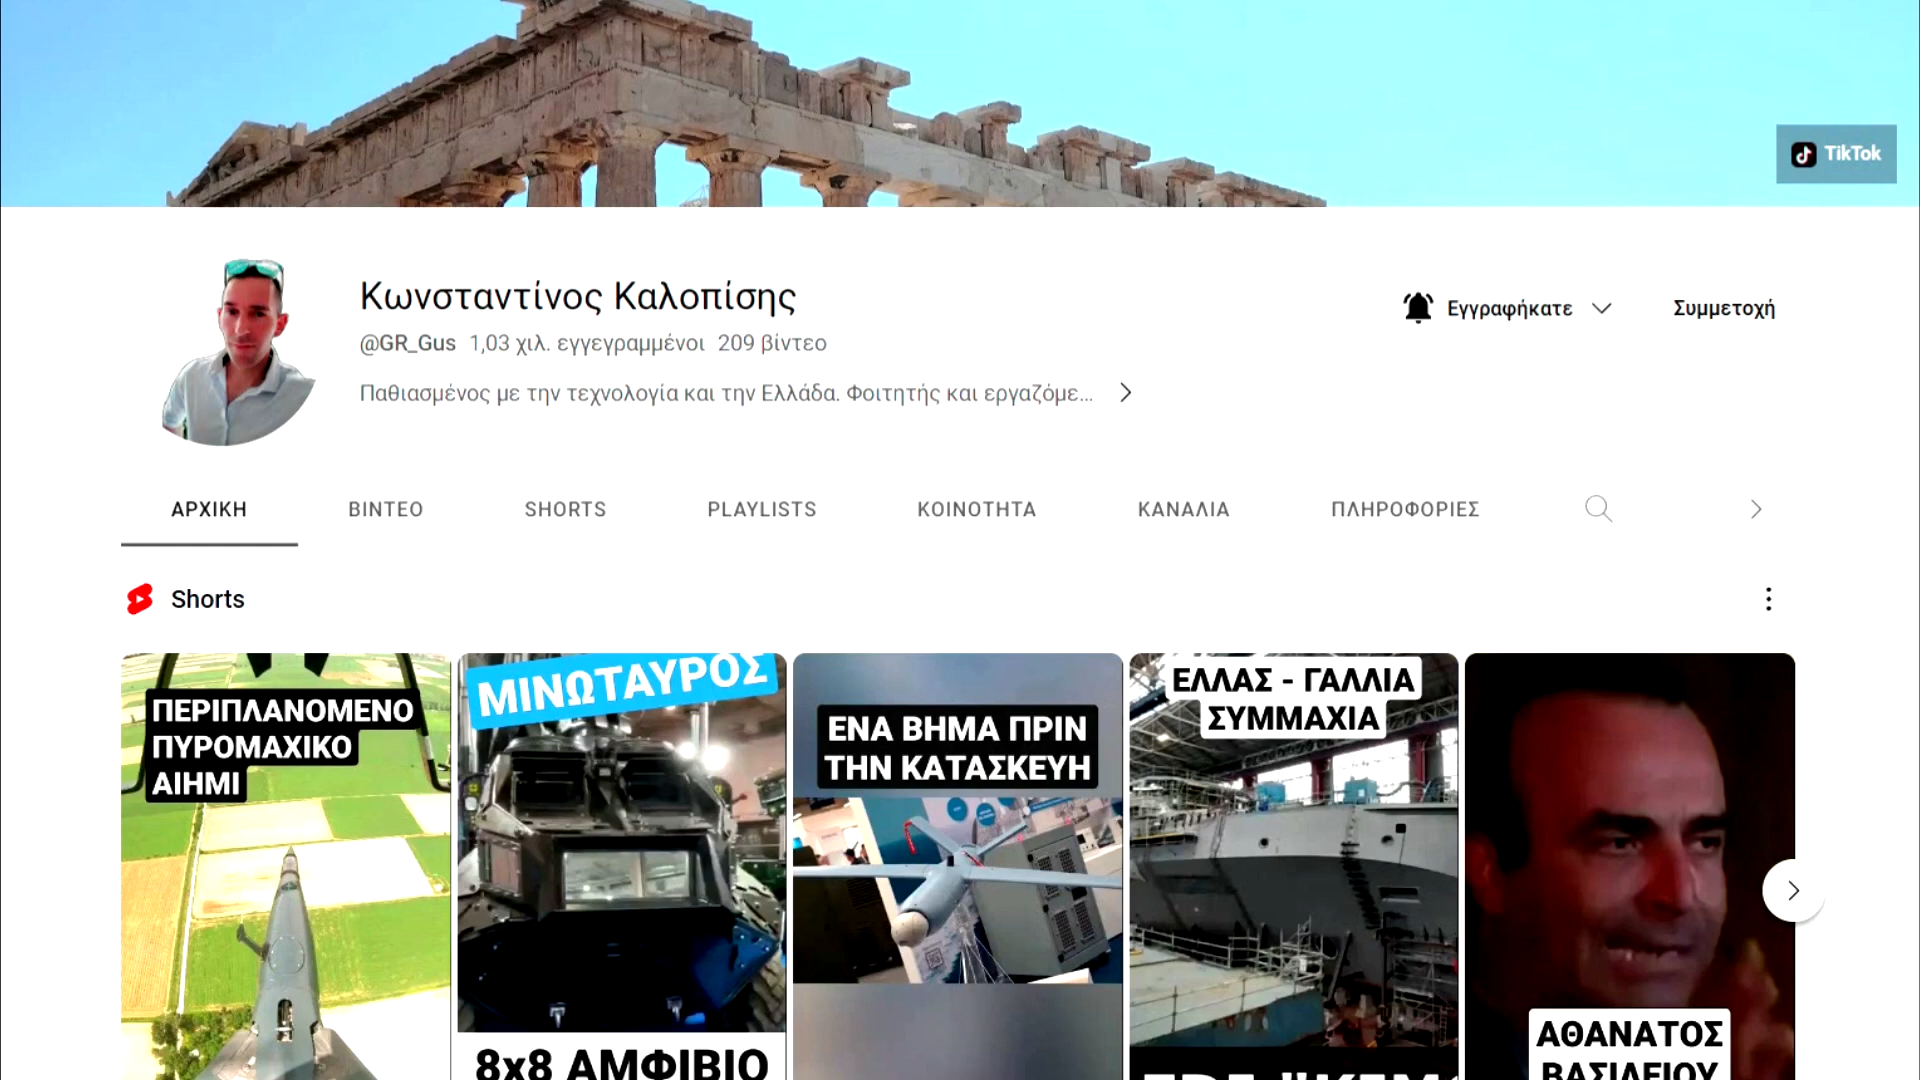 TikTok
Κωνσταντίνος Καλοπίσης
@GR_Gus 1,03 χιλ. εγγεγραμμένοι 209 βίντεο
Παθιασμένος με την τεχνολογία και την Ελλάδα. Φοιτητής και εργαζόμε...
Εγγραφήκατε
Συμμετοχή
ΑΡΧΙΚΗ ΒΙΝΤΕΟ SHORTS PLAYLISTS ΚΟΙΝΟΤΗΤΑ ΚΑΝΑΛΙΑ ΠΛΗΡΟΦΟΡΙΕΣ
Shorts
ΠΕΡΙΠΛΑΝΟΜΕΝΟ
ΠΥΡΟΜΑΧΙΚΟ
ΑΙΗΜΙ
ΜΙΝΩΤΑΥΡΟΣ
8x8 ΑΜΦΙΒΙΟ
ΕΝΑ ΒΗΜΑ ΠΡΙΝ
ΤΗΝ ΚΑΤΑΣΚΕΥΗ
ΕΛΛΑΣ - ΓΑΛΛΙΑ
ΣΥΜΜΑΧΙΑ
ΑΘΑΝΑΤΟΣ
ΒΑΣΙΛΕΙΟΥ